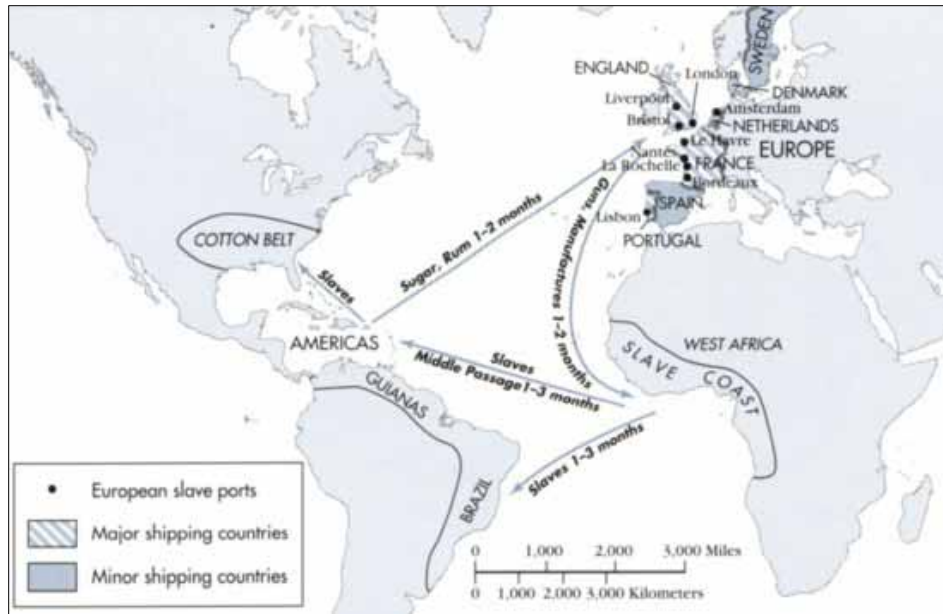 SWEDEN
ENGLAND
London
DENMARK
Liverpool
Amsterdam
Bristol
NETHERLANDS
Le Havre
EUROPE
Nantes
FRANCE
La Rochelle
Bordeaux
SPAIN
Lisbon
PORTUGAL
COTTON BELT
Sugar, Rum 1–2 months
Guns, Manufactures 1–2 months
Slaves
AMERICAS
WEST AFRICA
SLAVE COAST
Slaves
Middle Passage 1–3 months
GUIANAS
Slaves 1–3 months
BRAZIL
European slave ports
Major shipping countries
Minor shipping countries
0 1,000 2,000 3,000 Miles
0 1,000 2,000 3,000 Kilometers